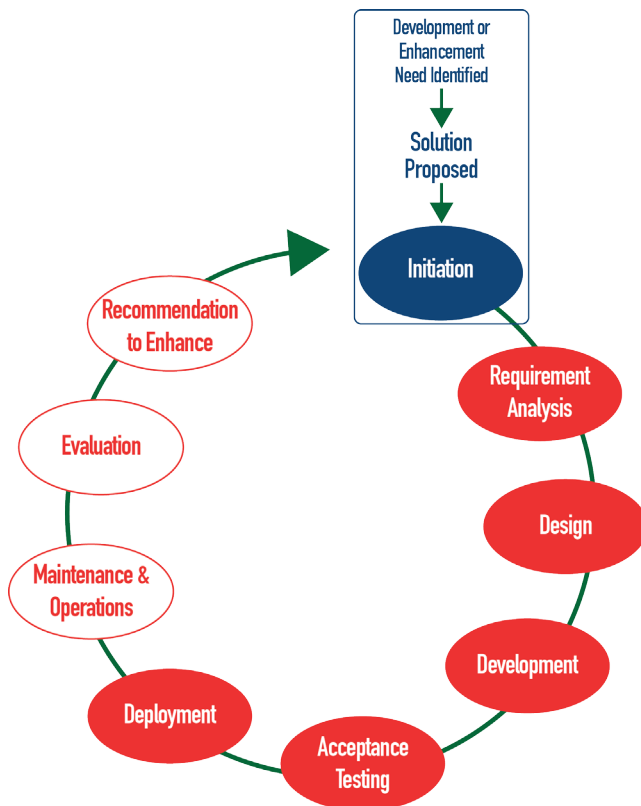 Development or
Enhancement
Need Identified
Solution
Proposed
Initiation
Requirement
Analysis
Design
Development
Acceptance
Testing
Deployment
Maintenance &
Operations
Evaluation
Recommendation
to Enhance